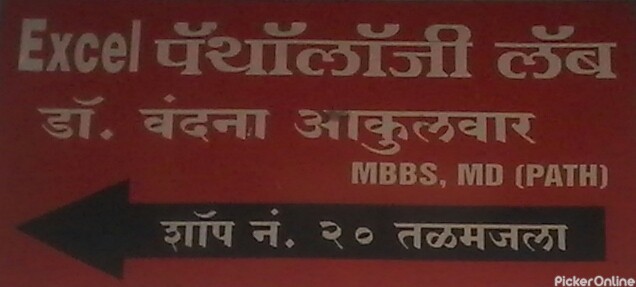 Excel पॅथॉलॉजी लॅब
डॉ. वंदना आकुलवार
MBBS, MD (PATH)
शॉप नं. २० तळमजला
PickerOnline